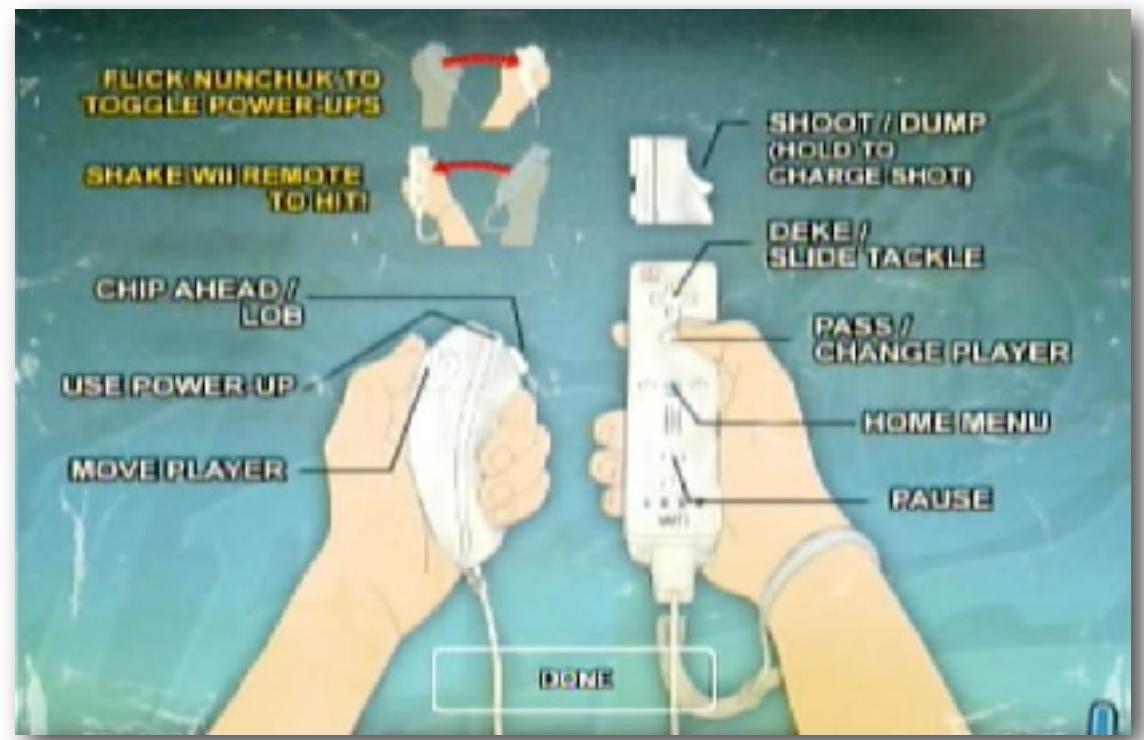 FLICK NUNCHUK TO
TOGGLE POWER-UPS
SHAKE WII REMOTE
TO HIT!
CHIP AHEAD /
LOB
USE POWER UP
MOVE PLAYER
SHOOT / DUMP
(HOLD TO
CHARGE SHOT)
DEKE /
SLIDE TACKLE
PASS /
CHANGE PLAYER
HOME MENU
PAUSE
Wii
DONE